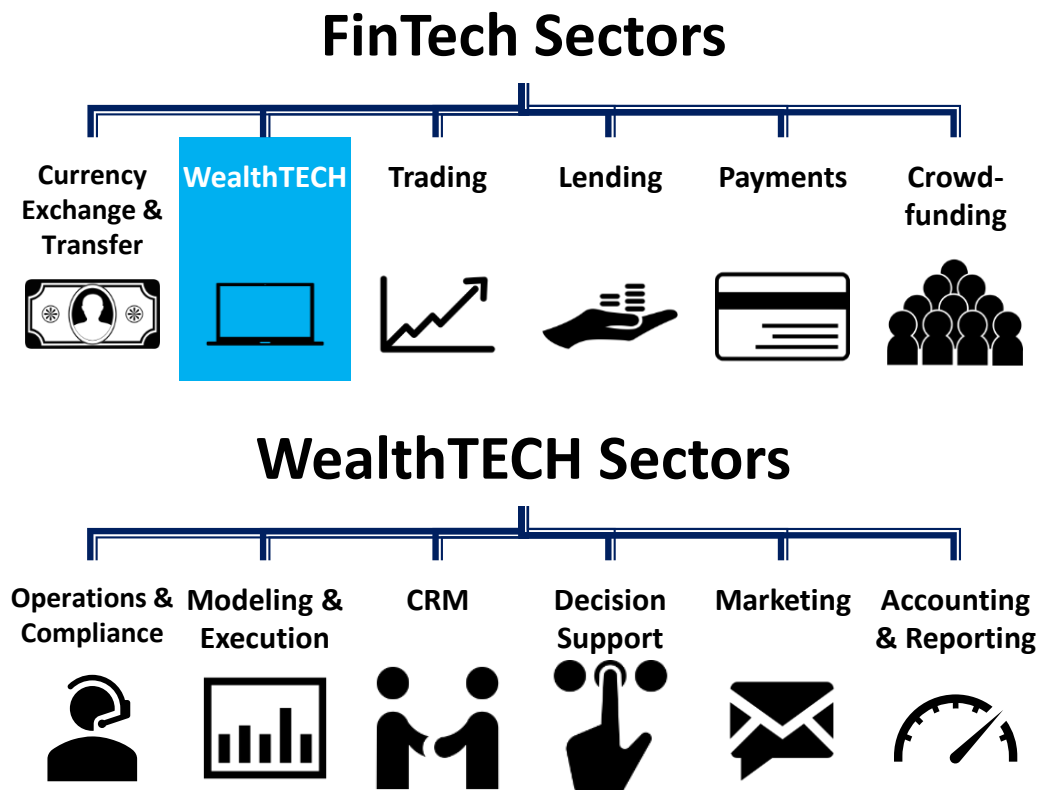 FinTech Sectors
Currency
Exchange &
Transfer
WealthTECH
Trading
Lending
Payments
Crowd-
funding
WealthTECH Sectors
Operations &
Compliance
Modeling &
Execution
CRM
Decision
Support
Marketing
Accounting
& Reporting